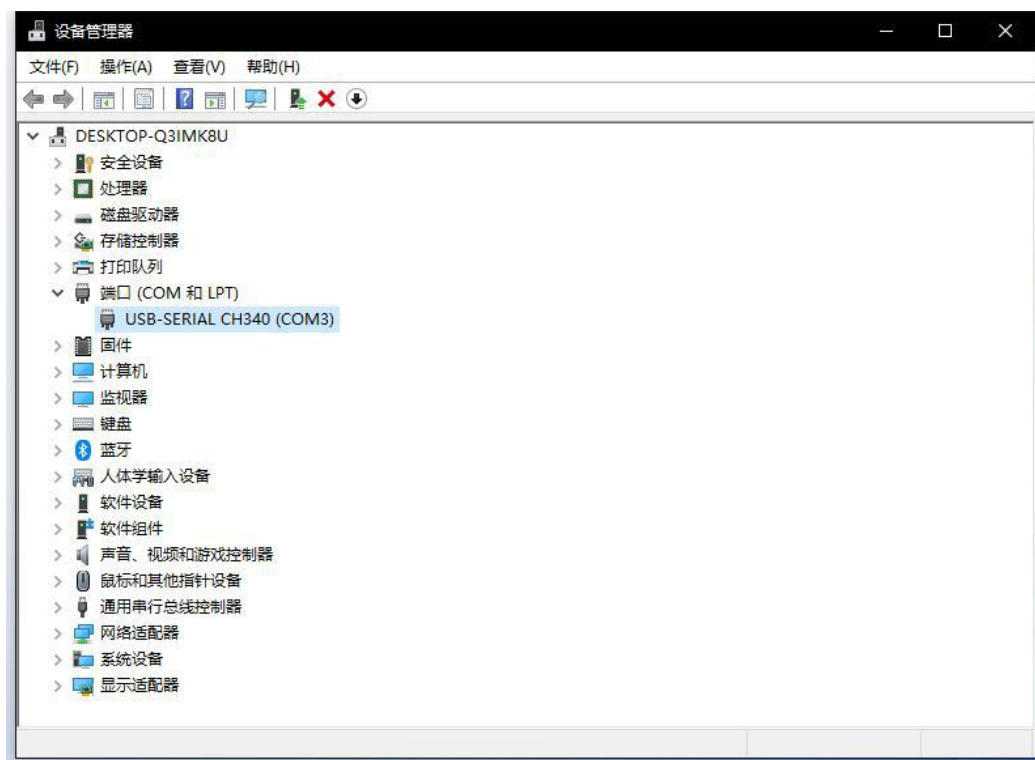 设备管理器
文件(F) 操作(A) 查看(V) 帮助(H)
DESKTOP-Q3IMK8U
安全设备
处理器
磁盘驱动器
存储控制器
打印队列
端口 (COM 和 LPT)
USB-SERIAL CH340 (COM3)
固件
计算机
监视器
键盘
蓝牙
人体学输入设备
软件设备
软件组件
声音、视频和游戏控制器
鼠标和其他指针设备
通用串行总线控制器
网络适配器
系统设备
显示适配器